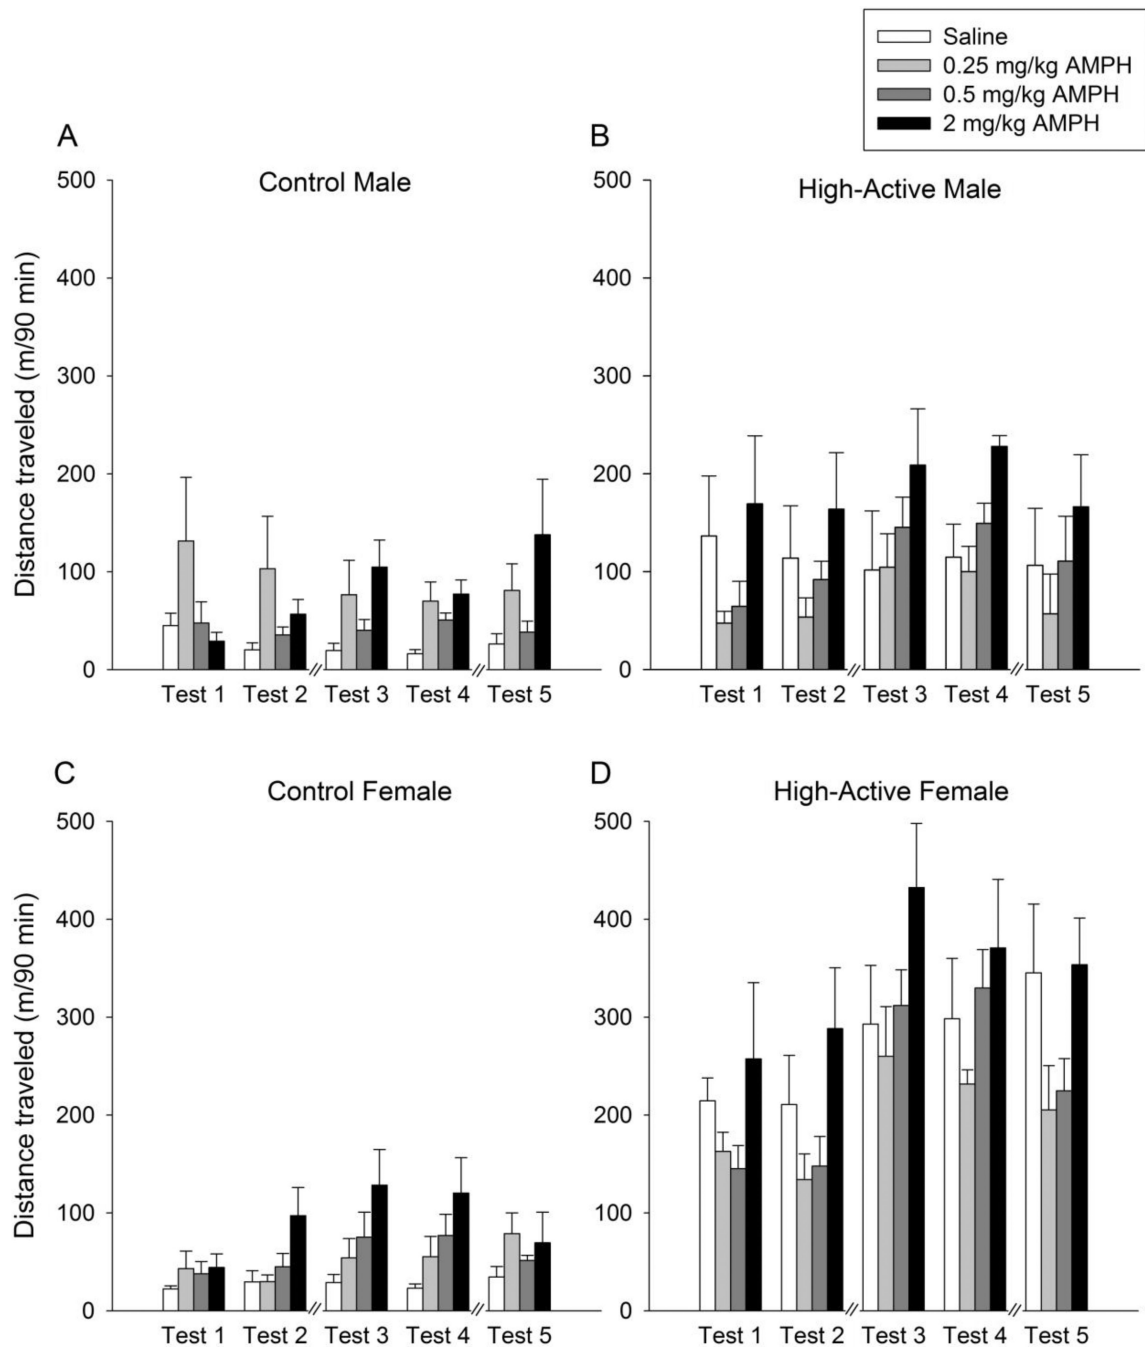 Saline
0.25 mg/kg AMPH
0.5 mg/kg AMPH
2 mg/kg AMPH
A
Control Male
Distance traveled (m/90 min)
500
400
300
200
100
0
Test 1 Test 2 // Test 3 Test 4 // Test 5
B
High-Active Male
500
400
300
200
100
0
Test 1 Test 2 // Test 3 Test 4 // Test 5
C
Control Female
Distance traveled (m/90 min)
500
400
300
200
100
0
Test 1 Test 2 // Test 3 Test 4 // Test 5
D
High-Active Female
500
400
300
200
100
0
Test 1 Test 2 // Test 3 Test 4 // Test 5